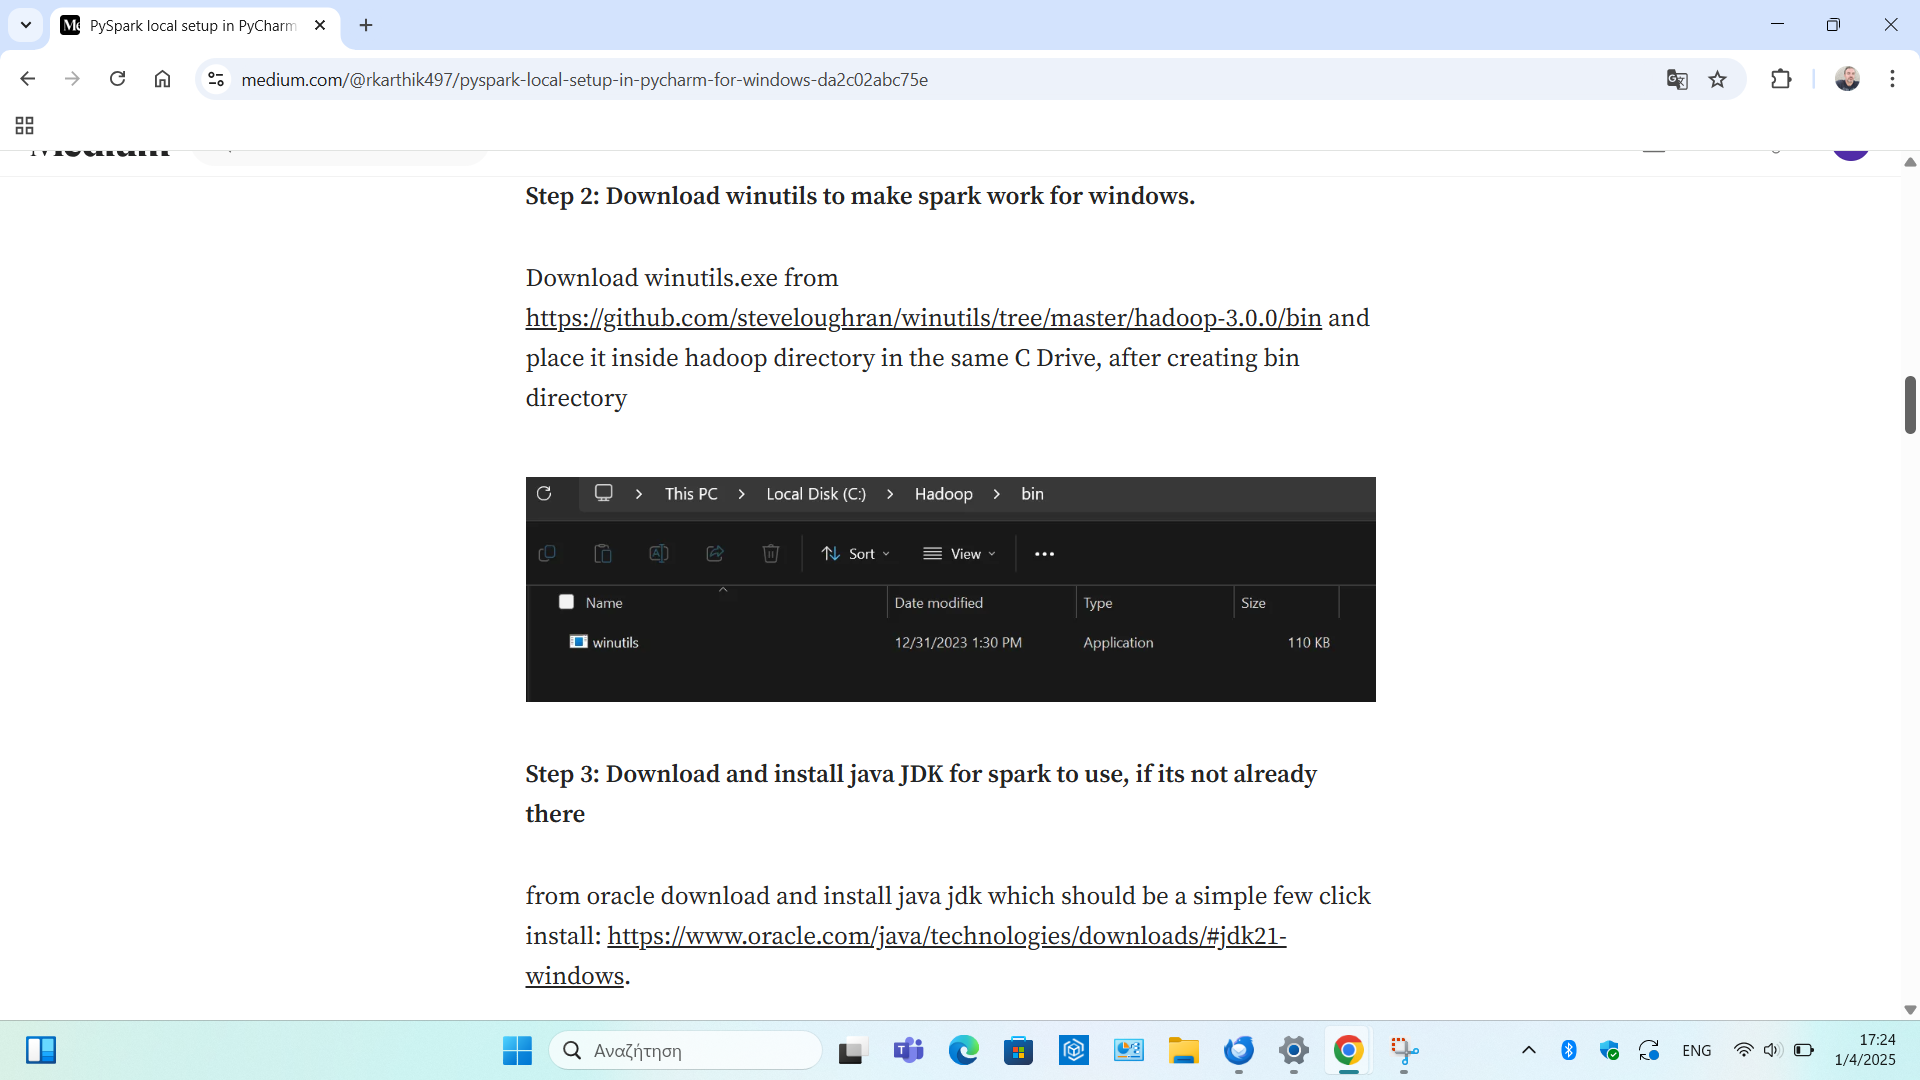 PySpark local setup in PyCharm
medium.com/@rkarthik497/pyspark-local-setup-in-pycharm-for-windows-da2c02abc75e
Medium
Step 2: Download winutils to make spark work for windows.
Download winutils.exe from
https://github.com/steveloughran/winutils/tree/master/hadoop-3.0.0/bin and
place it inside hadoop directory in the same C Drive, after creating bin
directory
This PC > Local Disk (C:) > Hadoop > bin
Sort View
Name Date modified Type Size
winutils 12/31/2023 1:30 PM Application 110 KB
Step 3: Download and install java JDK for spark to use, if its not already
there
from oracle download and install java jdk which should be a simple few click
install: https://www.oracle.com/java/technologies/downloads/#jdk21-
windows.
Αναζήτηση
ENG
17:24
1/4/2025